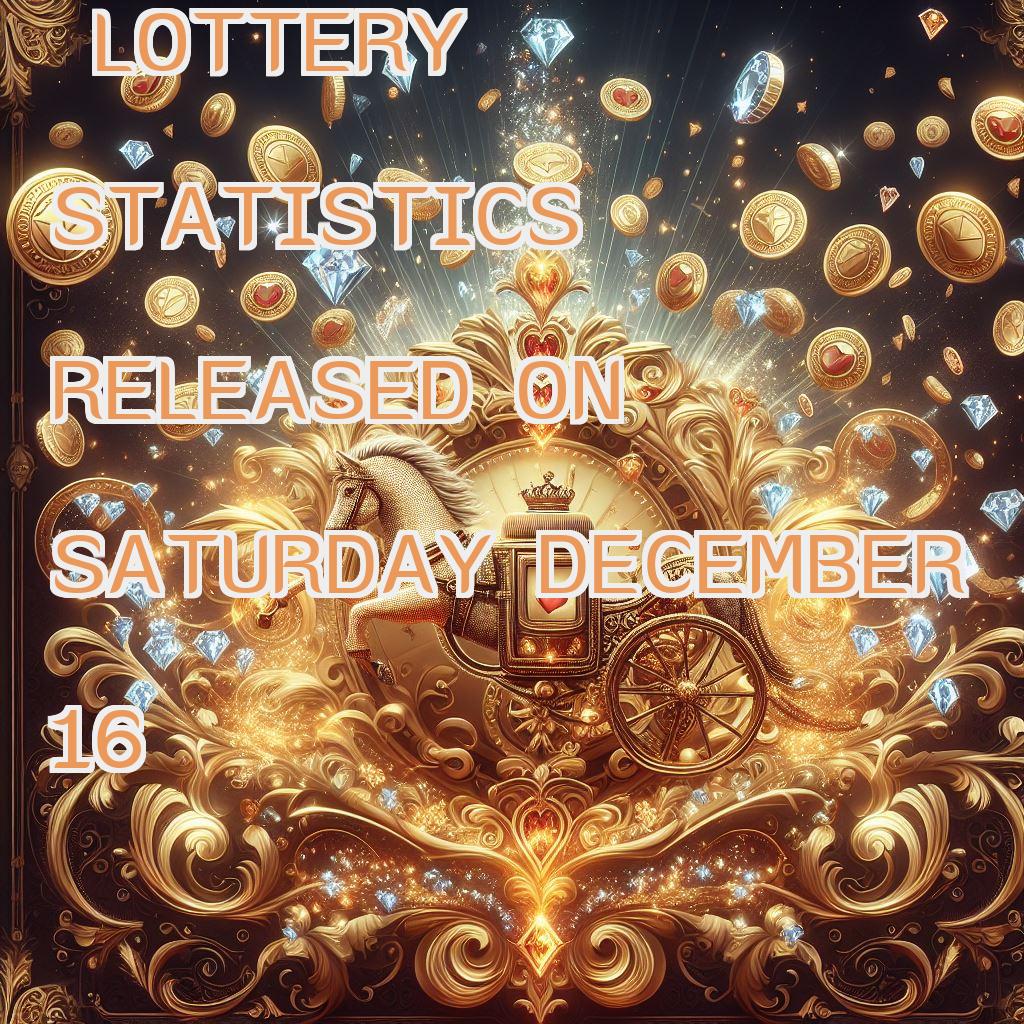 LOTTERY
STATISTICS
RELEASED ON
SATURDAY DECEMBER
16